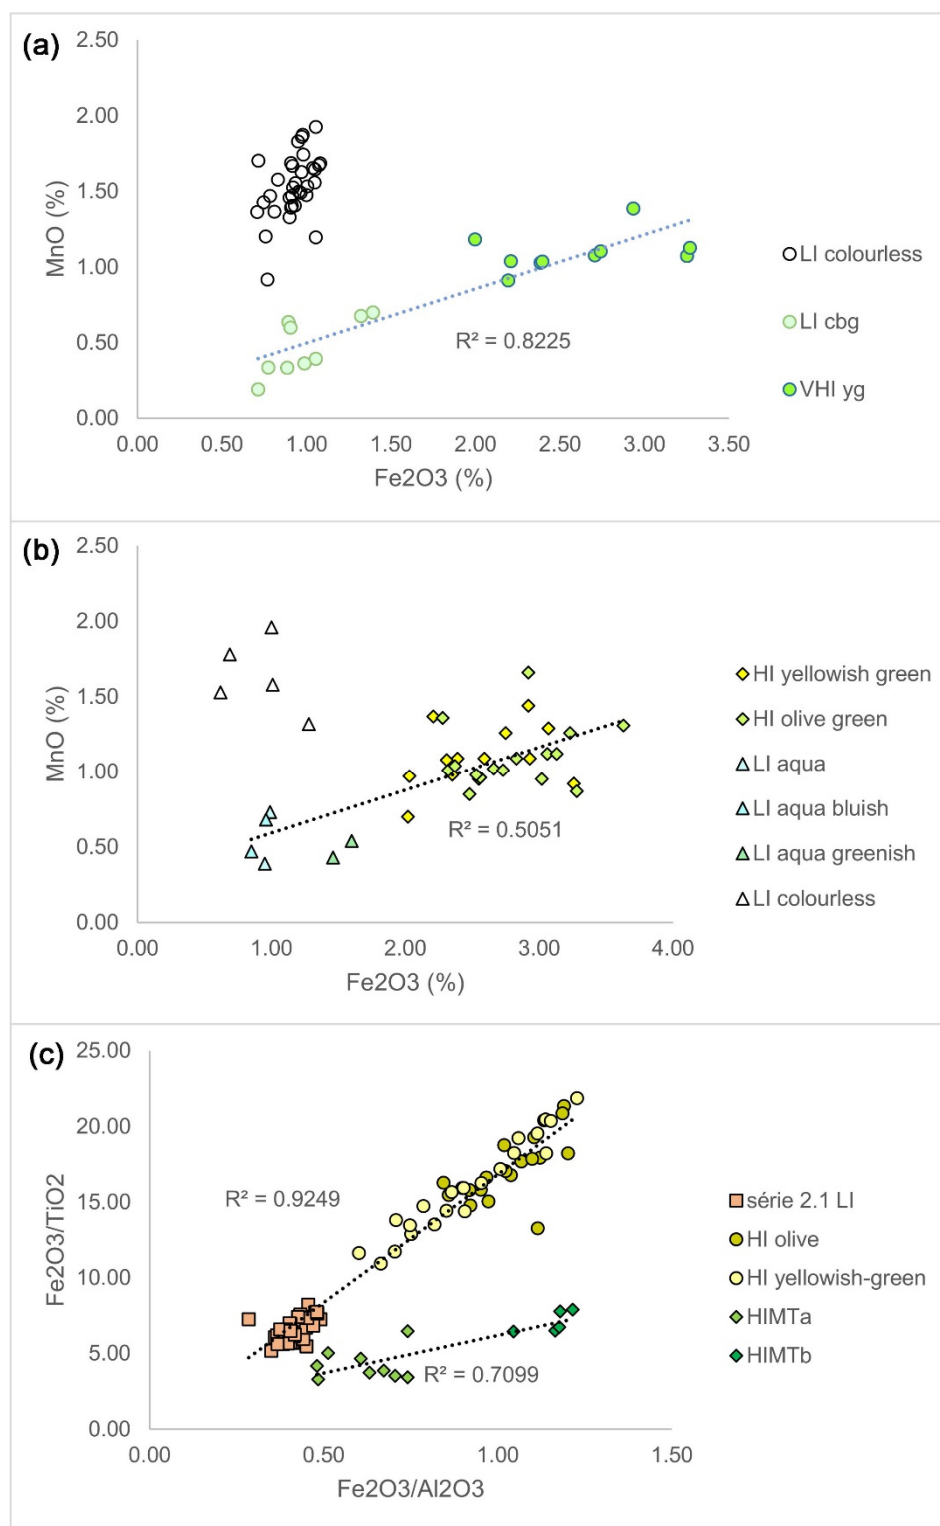 (a)
2.50
2.00
1.50
1.00
0.50
0.00
MnO (%)
0.00 0.50 1.00 1.50 2.00 2.50 3.00 3.50
Fe2O3 (%)
R² = 0.8225
LI colourless
LI cbg
VHI yg
(b)
2.50
2.00
1.50
1.00
0.50
0.00
MnO (%)
0.00 1.00 2.00 3.00 4.00
Fe2O3 (%)
R² = 0.5051
HI yellowish green
HI olive green
LI aqua
LI aqua bluish
LI aqua greenish
LI colourless
(c)
25.00
20.00
15.00
10.00
5.00
0.00
Fe2O3/TiO2
0.00 0.50 1.00 1.50
Fe2O3/Al2O3
R² = 0.9249
R² = 0.7099
série 2.1 LI
HI olive
HI yellowish-green
HIMTa
HIMTb